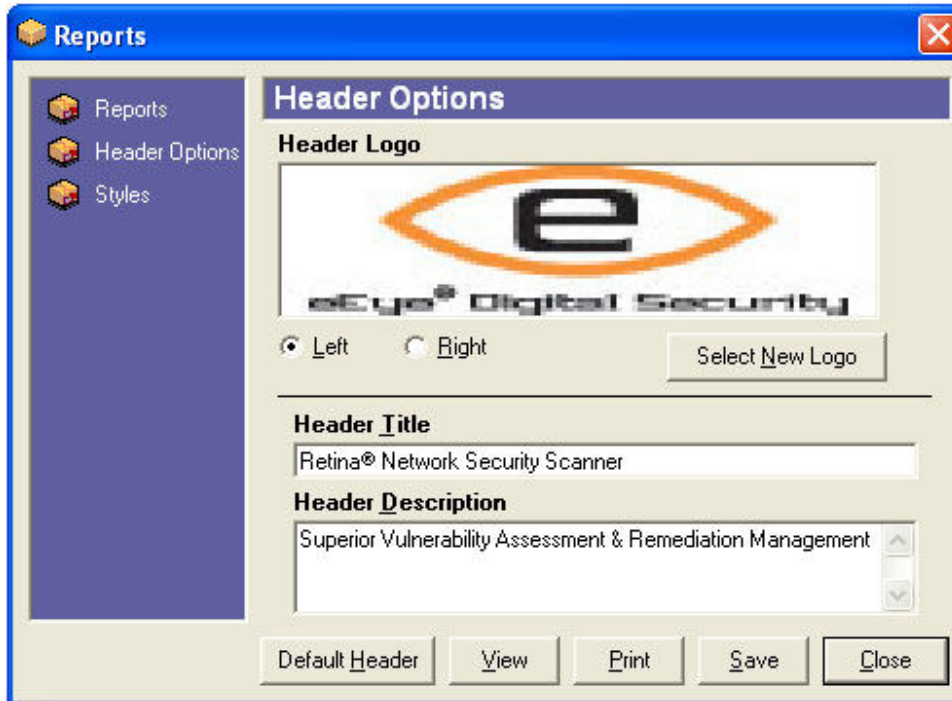 Reports
Reports
Header Options
Styles
Header Options
Header Logo
e
eEye® Digital Security
Left
Right
Select New Logo
Header Title
Retina® Network Security Scanner
Header Description
Superior Vulnerability Assessment & Remediation Management
Default Header
View
Print
Save
Close